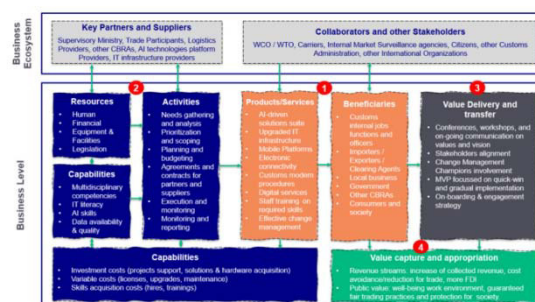 Business
Ecosystem
Key Partners and Suppliers
Supervisory Ministry, Trade Participants, Logistics
Providers, other CBRAs, AI technologies platform
Providers, IT infrastructure providers
Collaborators and other Stakeholders
WCO / WTO, Carriers, Internal Market Surveillance agencies, Citizens, other Customs
Administration, other International Organizations
Business Level
2
1
3
Resources
• Human
• Financial
• Equipment &
Facilities
• Legislation
Capabilities
• Multidisciplinary
competencies
• IT literacy
• AI skills
• Data availability
& quality
Activities
• Needs gathering
and analysis
• Prioritization
and scoping
• Planning and
budgeting
• Agreements and
contracts for
partners and
suppliers
• Execution and
monitoring
• Monitoring and
reporting
Products/Services
• AI-driven
solutions suite
• Upgraded IT
infrastructure
• Mobile Platforms
• Electronic
connectivity
• Customs modern
procedures
• Digital services
• Staff training on
required skills
• Effective change
management
Beneficiaries
• Customs
internal jobs
functions and
officers
• Importers /
Exporters /
Clearing Agents
• Local business
• Government
• Other CBRAs
• Consumers and
society
Value Delivery and
transfer
• Conferences, workshops, and
on-going communication on
values and vision
• Stakeholders alignment
• Change Management
• Champions involvement
• MVP focussed on quick-win
and gradual implementation
• On-boarding & engagement
strategy
4
Capabilities
• Investment costs (projects support, solutions & hardware acquisition)
• Variable costs (licenses, upgrades, maintenance)
• Skills acquisition costs (hires, trainings)
Value capture and appropriation
• Revenue streams: increase of collected revenue, cost
avoidance/reduction for trade, more FDI
• Public value: well-being work environment, guaranteed
fair trading practices and protection for society